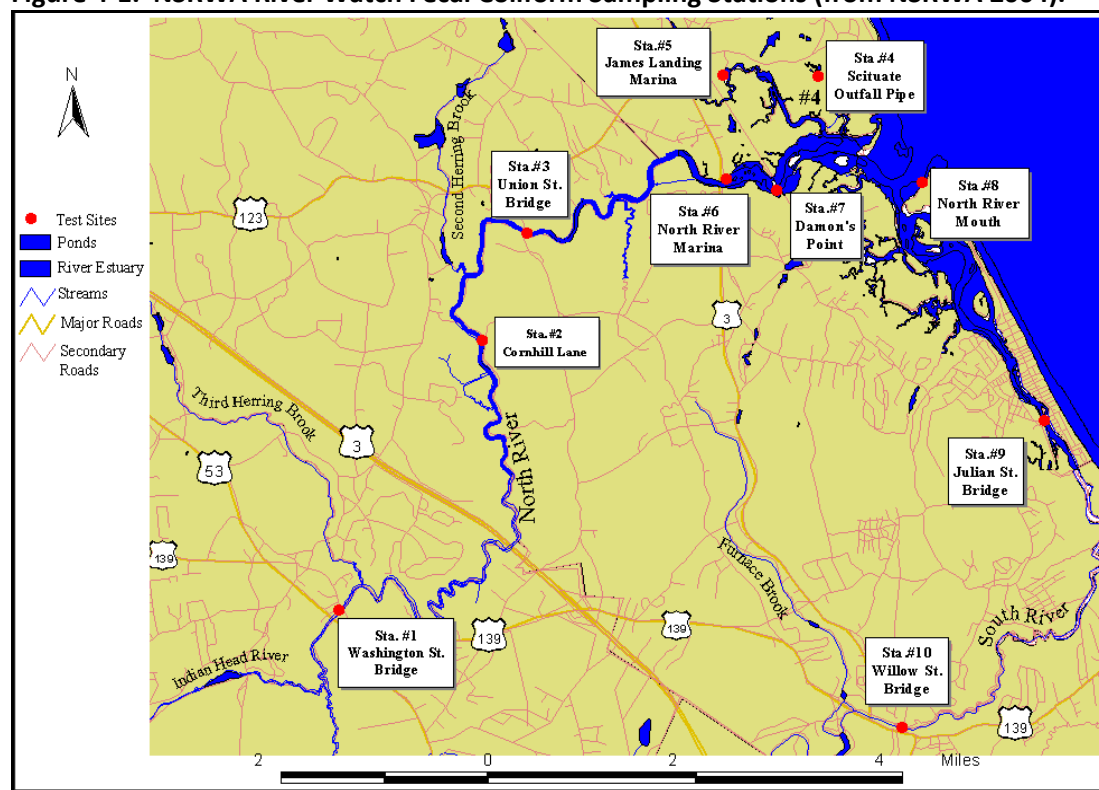 Figure 4-1. NSRWA River Watch Fecal Coliform Sampling Stations (from NSRWA 2004).
N
Test Sites
Ponds
River Estuary
Streams
Major Roads
Secondary
Roads
Sta.#5
James Landing
Marina
Sta.#4
Scituate
Outfall Pipe
#4
Second Herring Brook
Sta.#3
Union St.
Bridge
123
Sta.#6
North River
Marina
Sta.#7
Damon's
Point
Sta.#8
North River
Mouth
3
Sta.#2
Cornhill Lane
Third Herring Brook
3
53
North River
Sta.#9
Julian St.
Bridge
139
Furnace Brook
South River
Sta. #1
Washington St.
Bridge
139
139
Indian Head River
Sta.#10
Willow St.
Bridge
139
2 0 2 4 Miles